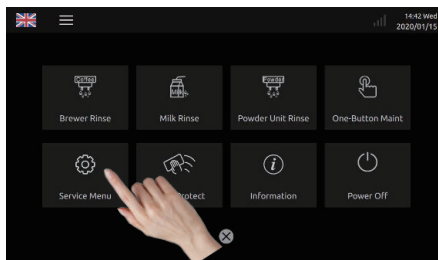 14:42 Wed
2020/01/15
Coffee
Milk
Powder
Brewer Rinse
Milk Rinse
Powder Unit Rinse
One-Button Maint
Service Menu
Protect
Information
Power Off